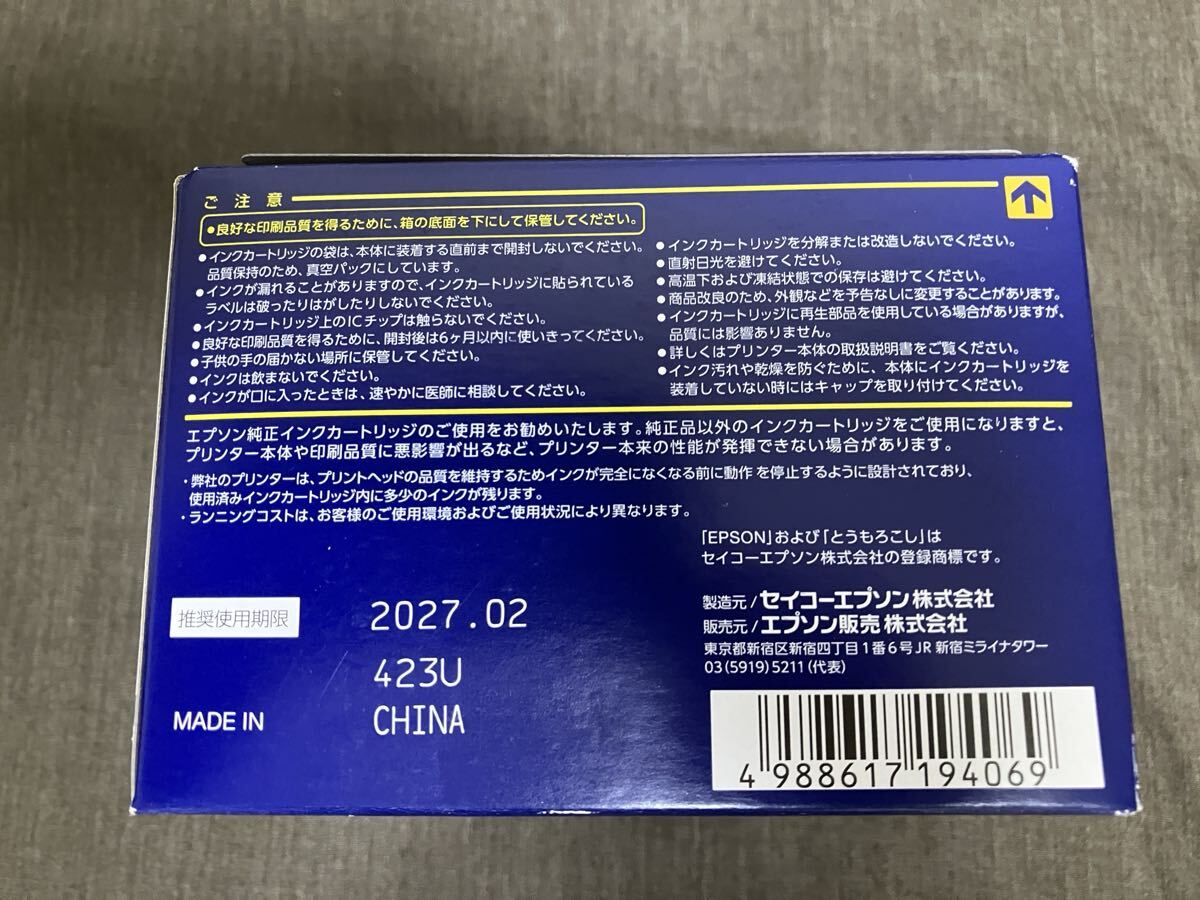 ご注意
●良好な印刷品質を得るために、箱の底面を下にして保管してください。
●インクカートリッジの袋は、本体に装着する直前まで開封しないでください。
品質保持のため、真空パックにしています。
●インクが漏れることがありますので、インクカートリッジに貼られている
ラベルは破ったりはがしたりしないでください。
●インクカートリッジ上のICチップは触らないでください。
●良好な印刷品質を得るために、開封後は6ヶ月以内に使いきってください。
●子供の手の届かない場所に保管してください。
●インクは飲まないでください。
●インクが口に入ったときは、速やかに医師に相談してください。
●インクカートリッジを分解または改造しないでください。
●直射日光を避けてください。
●高温下および凍結状態での保存は避けてください。
●商品改良のため、外観などを予告なしに変更することがあります。
●インクカートリッジに再生部品を使用している場合がありますが、
品質には影響ありません。
●詳しくはプリンター本体の取扱説明書をご覧ください。
●インク汚れや乾燥を防ぐために、本体にインクカートリッジを
装着していない時にはキャップを取り付けてください。
エプソン純正インクカートリッジのご使用をお勧めいたします。純正品以外のインクカートリッジをご使用になりますと、
プリンター本体や印刷品質に悪影響が出るなど、プリンター本来の性能が発揮できない場合があります。
・弊社のプリンターは、プリントヘッドの品質を維持するためインクが完全になくなる前に動作を停止するように設計されており、
使用済みインクカートリッジ内に多少のインクが残ります。
・ランニングコストは、お客様のご使用環境およびご使用状況により異なります。
「EPSON」および「とうもろこし」は
セイコーエプソン株式会社の登録商標です。
推奨使用期限 2027.02
423U
MADE IN CHINA
製造元/セイコーエプソン株式会社
販売元/エプソン販売株式会社
東京都新宿区新宿四丁目1番6号JR新宿ミライナタワー
03(5919)5211(代表)
4 988617 194069